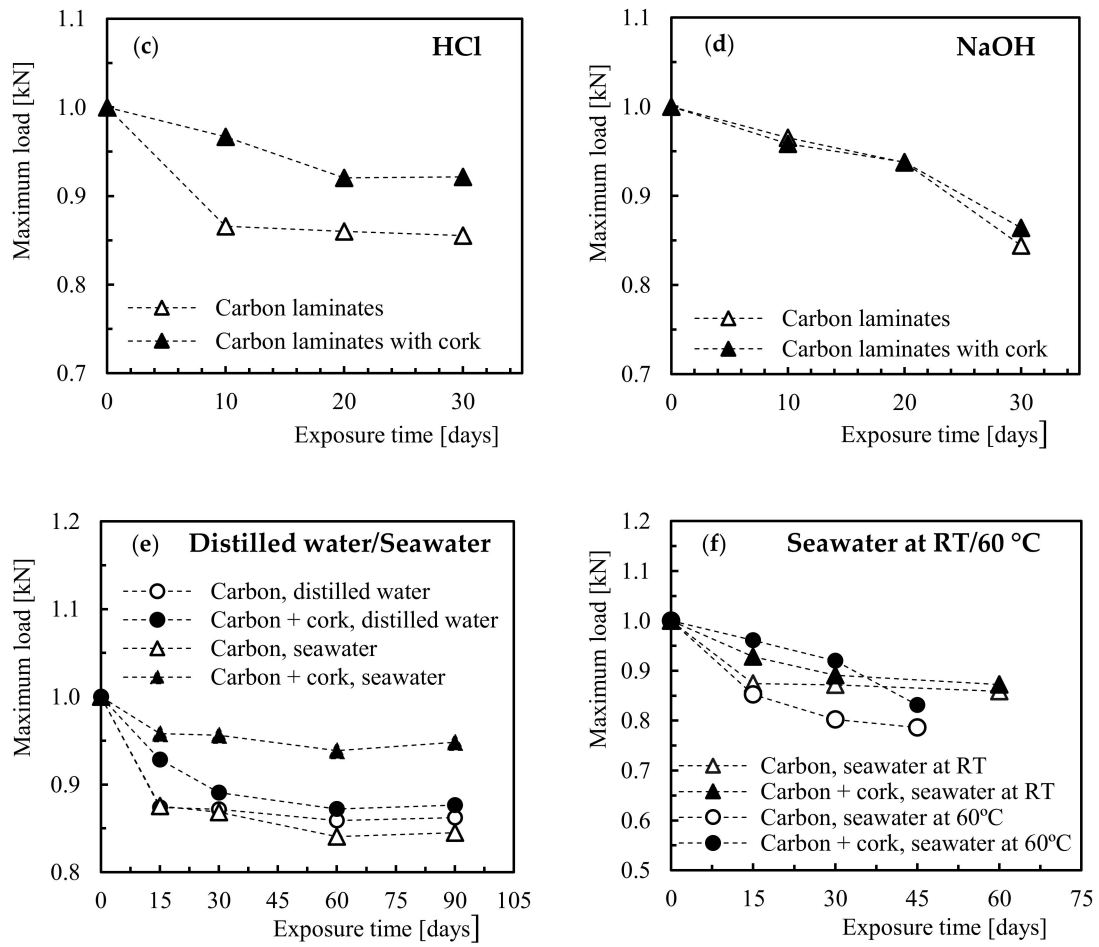 (c) HCl
Maximum load [kN]
1.1
1.0
0.9
0.8
0.7
Carbon laminates
Carbon laminates with cork
0 10 20 30
Exposure time [days]
(d) NaOH
Maximum load [kN]
1.1
1.0
0.9
0.8
0.7
Carbon laminates
Carbon laminates with cork
0 10 20 30
Exposure time [days]
(e) Distilled water/Seawater
Maximum load [kN]
1.2
1.1
1.0
0.9
0.8
Carbon, distilled water
Carbon + cork, distilled water
Carbon, seawater
Carbon + cork, seawater
0 15 30 45 60 75 90 105
Exposure time [days]
(f) Seawater at RT/60 °C
Maximum load [kN]
1.2
1.1
1.0
0.9
0.8
0.7
0.6
0.5
Carbon, seawater at RT
Carbon + cork, seawater at RT
Carbon, seawater at 60ºC
Carbon + cork, seawater at 60ºC
0 15 30 45 60 75
Exposure time [days]